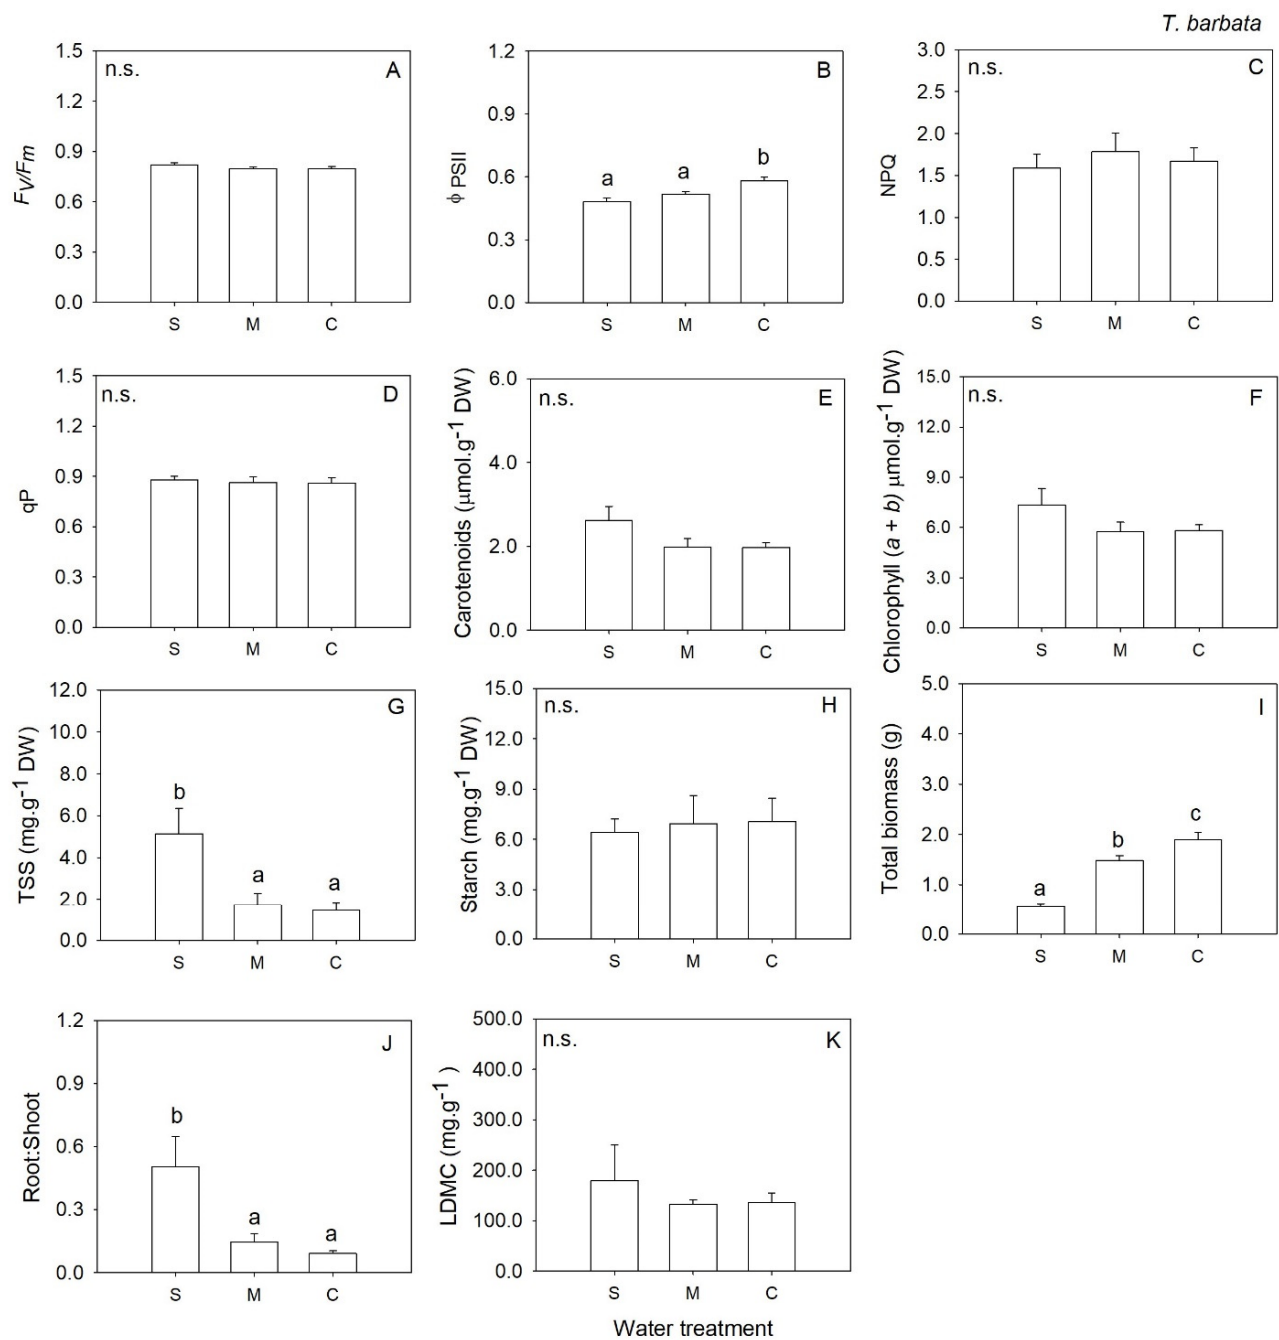 T. barbata
1.5
1.2
0.9
0.6
0.3
0.0
Fv/Fm
n.s.
A
S M C
1.2
0.9
0.6
0.3
0.0
ϕ PSII
B
a a b
S M C
3.0
2.5
2.0
1.5
1.0
0.5
0.0
NPQ
n.s.
C
S M C
1.5
1.2
0.9
0.6
0.3
0.0
qP
n.s.
D
S M C
6.0
4.0
2.0
0.0
Carotenoids (μmol.g⁻¹ DW)
n.s.
E
S M C
15.0
12.0
9.0
6.0
3.0
0.0
Chlorophyll (a + b) μmol.g⁻¹ DW)
n.s.
F
S M C
12.0
10.0
8.0
6.0
4.0
2.0
0.0
TSS (mg.g⁻¹ DW)
G
b a a
S M C
15.0
12.0
9.0
6.0
3.0
0.0
Starch (mg.g⁻¹ DW)
n.s.
H
S M C
5.0
4.0
3.0
2.0
1.0
0.0
Total biomass (g)
I
a b c
S M C
1.2
0.9
0.6
0.3
0.0
Root:Shoot
J
b a a
S M C
500.0
400.0
300.0
200.0
100.0
0.0
LDMC (mg.g⁻¹ )
n.s.
K
S M C
Water treatment